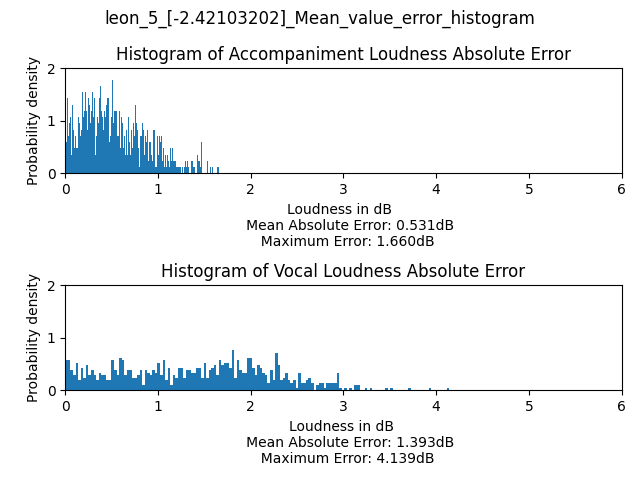 leon_5_[-2.42103202]_Mean_value_error_histogram
Histogram of Accompaniment Loudness Absolute Error
Probability density
2
1
0
0 1 2 3 4 5 6
Loudness in dB
Mean Absolute Error: 0.531dB
Maximum Error: 1.660dB
Histogram of Vocal Loudness Absolute Error
Probability density
2
1
0
0 1 2 3 4 5 6
Loudness in dB
Mean Absolute Error: 1.393dB
Maximum Error: 4.139dB